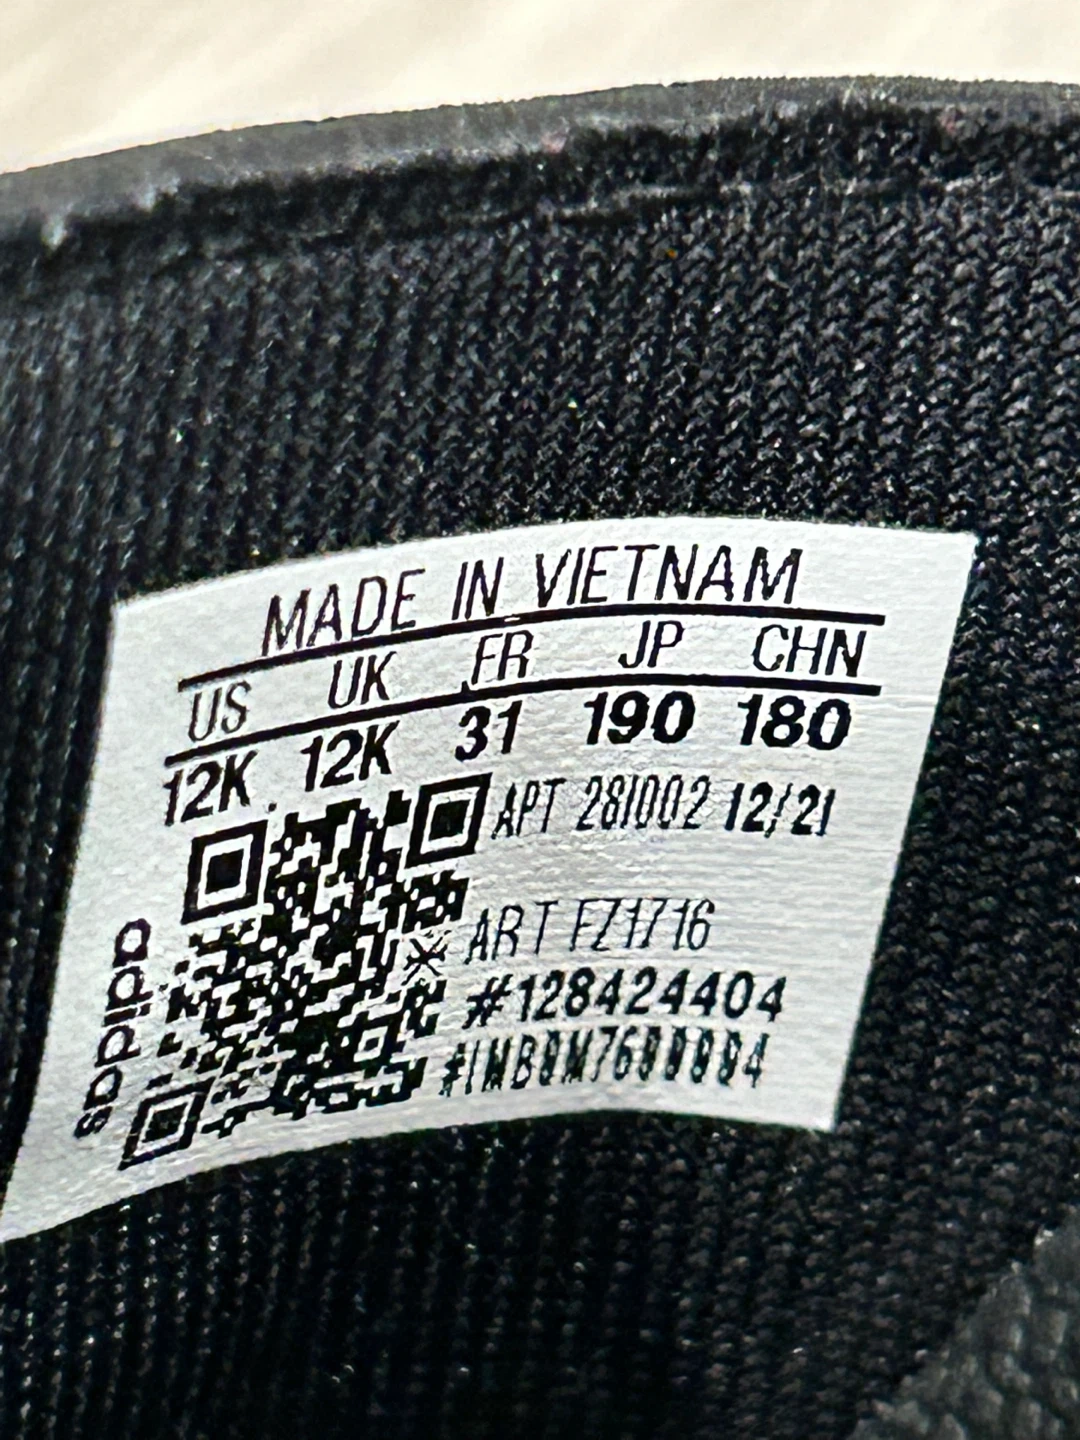 MADE IN VIETNAM
US UK FR JP CHN
12K 12K 31 190 180
APT 281002 12/21
ART FZ1716
#128424404
adidas